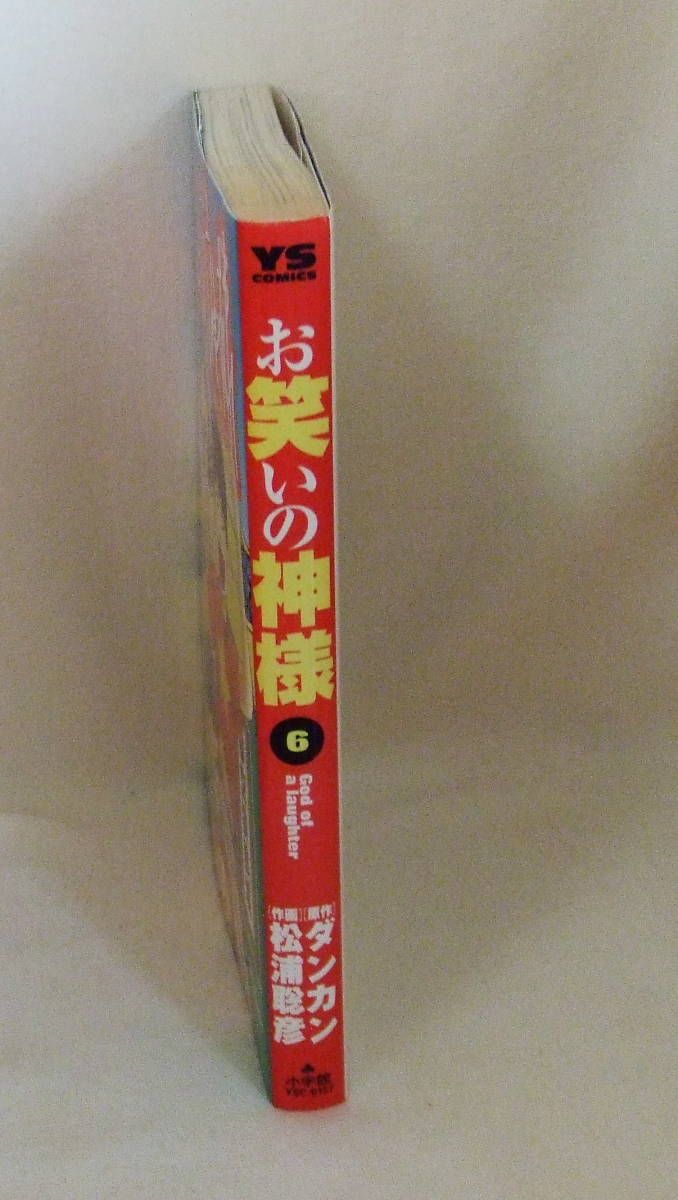 YS
COMICS
お笑いの神様
6
God of
a laughter
[原作]
ダンカン
[作画]
松浦聡彦
小学館